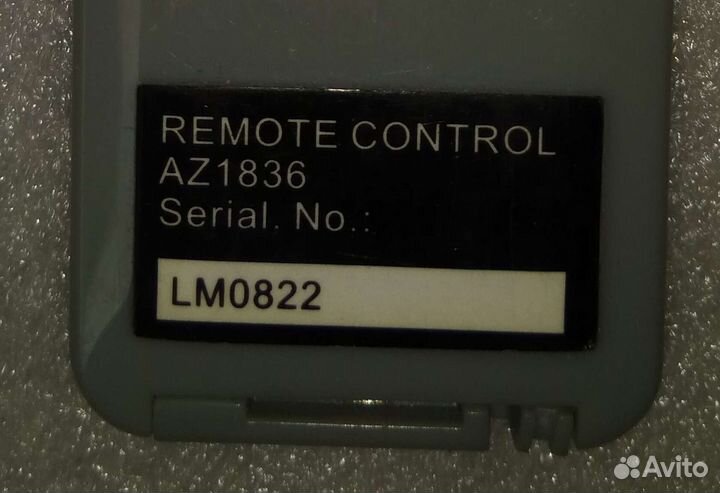 REMOTE CONTROL
AZ1836
Serial. No.:
LM0822
Avito